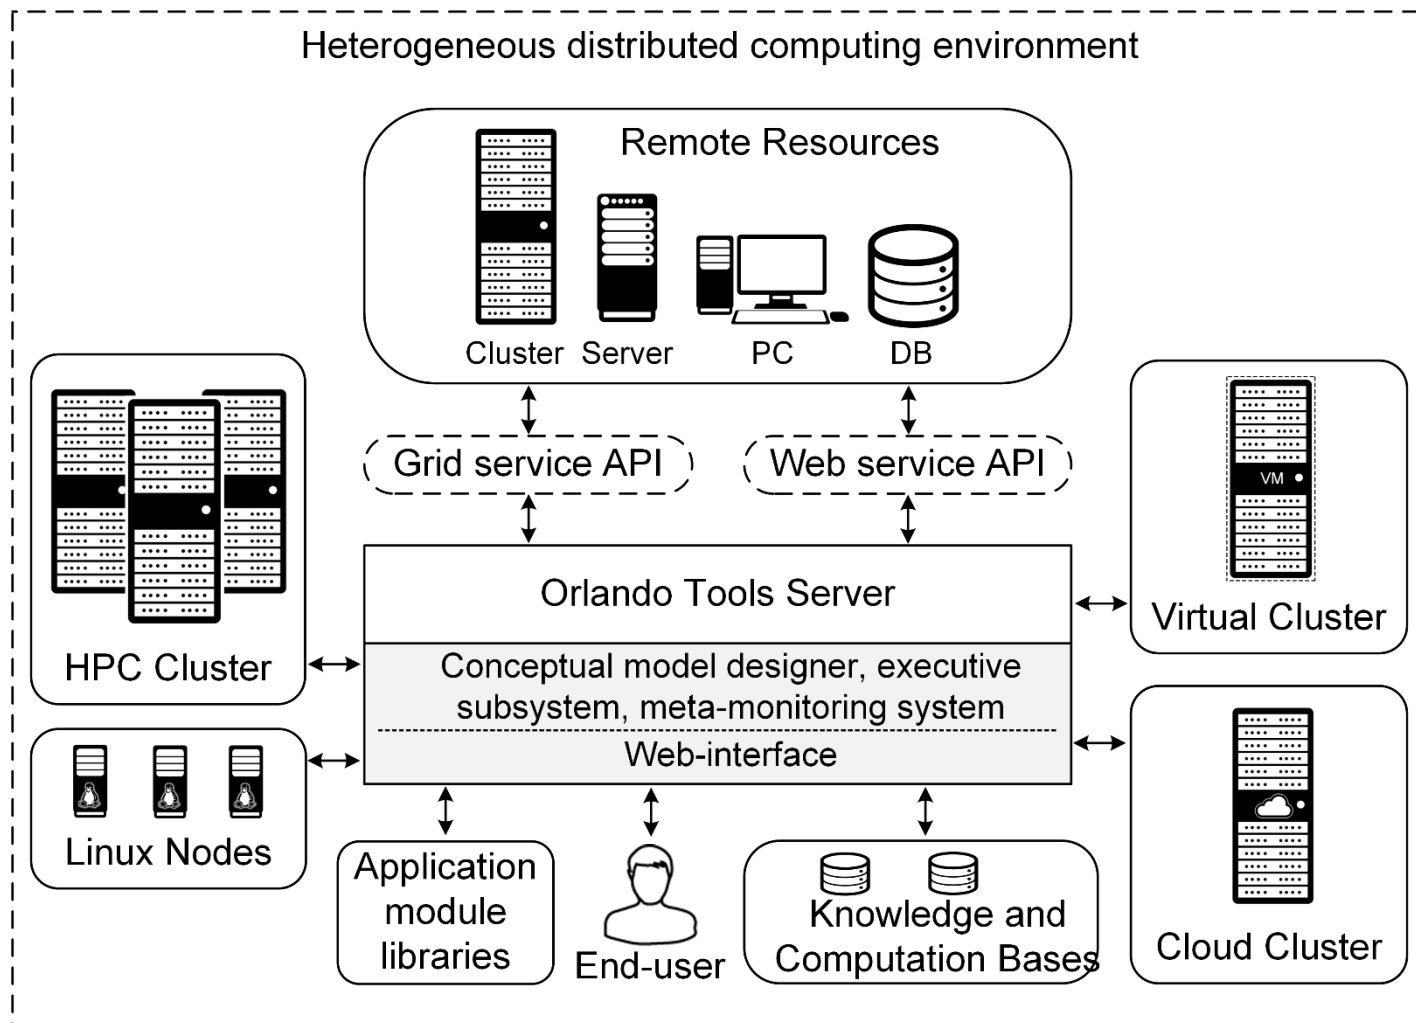 Heterogeneous distributed computing environment
Remote Resources
Cluster
Server
PC
DB
Grid service API
Web service API
VM
HPC Cluster
Orlando Tools Server
Virtual Cluster
Conceptual model designer, executive
subsystem, meta-monitoring system
Web-interface
Linux Nodes
Application
module
libraries
End-user
Knowledge and
Computation Bases
Cloud Cluster